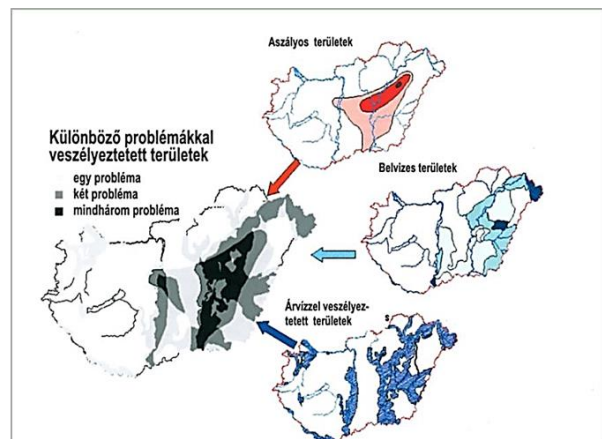 Aszályos területek
Különböző problémákkal
veszélyeztetett területek
egy probléma
két probléma
mindhárom probléma
Belvizes területek
Árvízzel veszélyez-
tetett területek
s